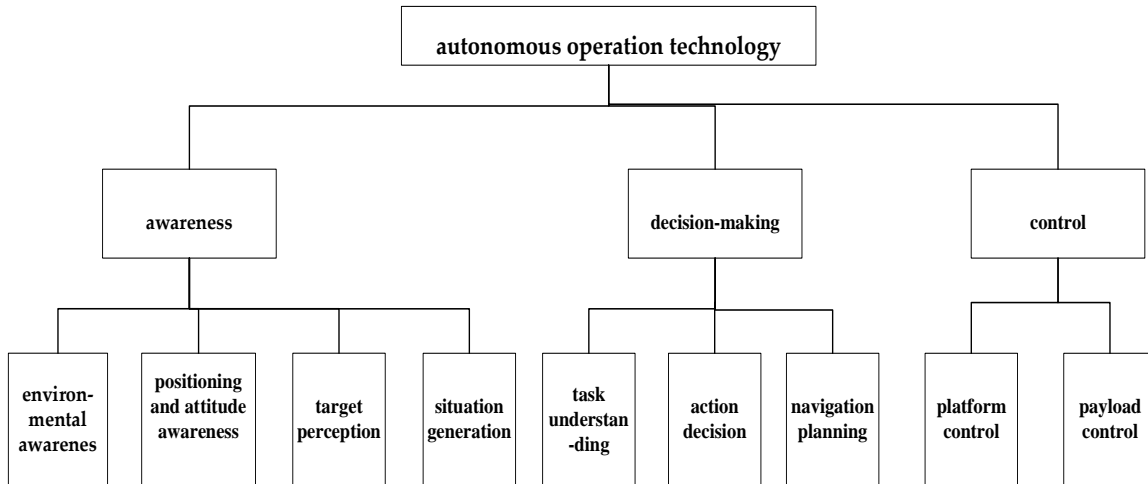 autonomous operation technology
awareness
decision-making
control
environ-
mental
awarenes
positioning
and attitude
awareness
target
perception
situation
generation
task
understan
-ding
action
decision
navigation
planning
platform
control
payload
control